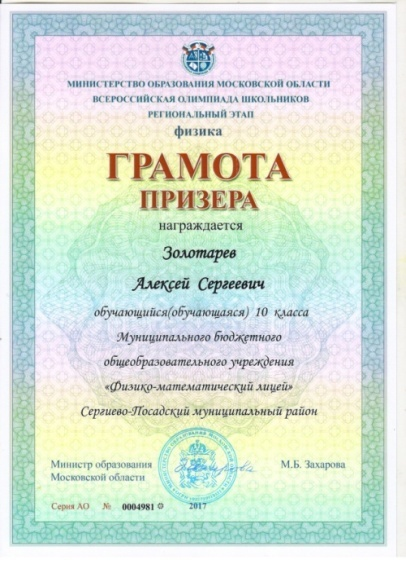 МИНИСТЕРСТВО ОБРАЗОВАНИЯ МОСКОВСКОЙ ОБЛАСТИ
ВСЕРОССИЙСКАЯ ОЛИМПИАДА ШКОЛЬНИКОВ
РЕГИОНАЛЬНЫЙ ЭТАП
физика
ГРАМОТА
ПРИЗЕРА
награждается
Золотарев
Алексей Сергеевич
обучающийся(обучающаяся) 10 класса
Муниципального бюджетного
общеобразовательного учреждения
«Физико-математический лицей»
Сергиево-Посадский муниципальный район
Министр образования
Московской области
М.Б. Захарова
Серия АО № 0004981 2017